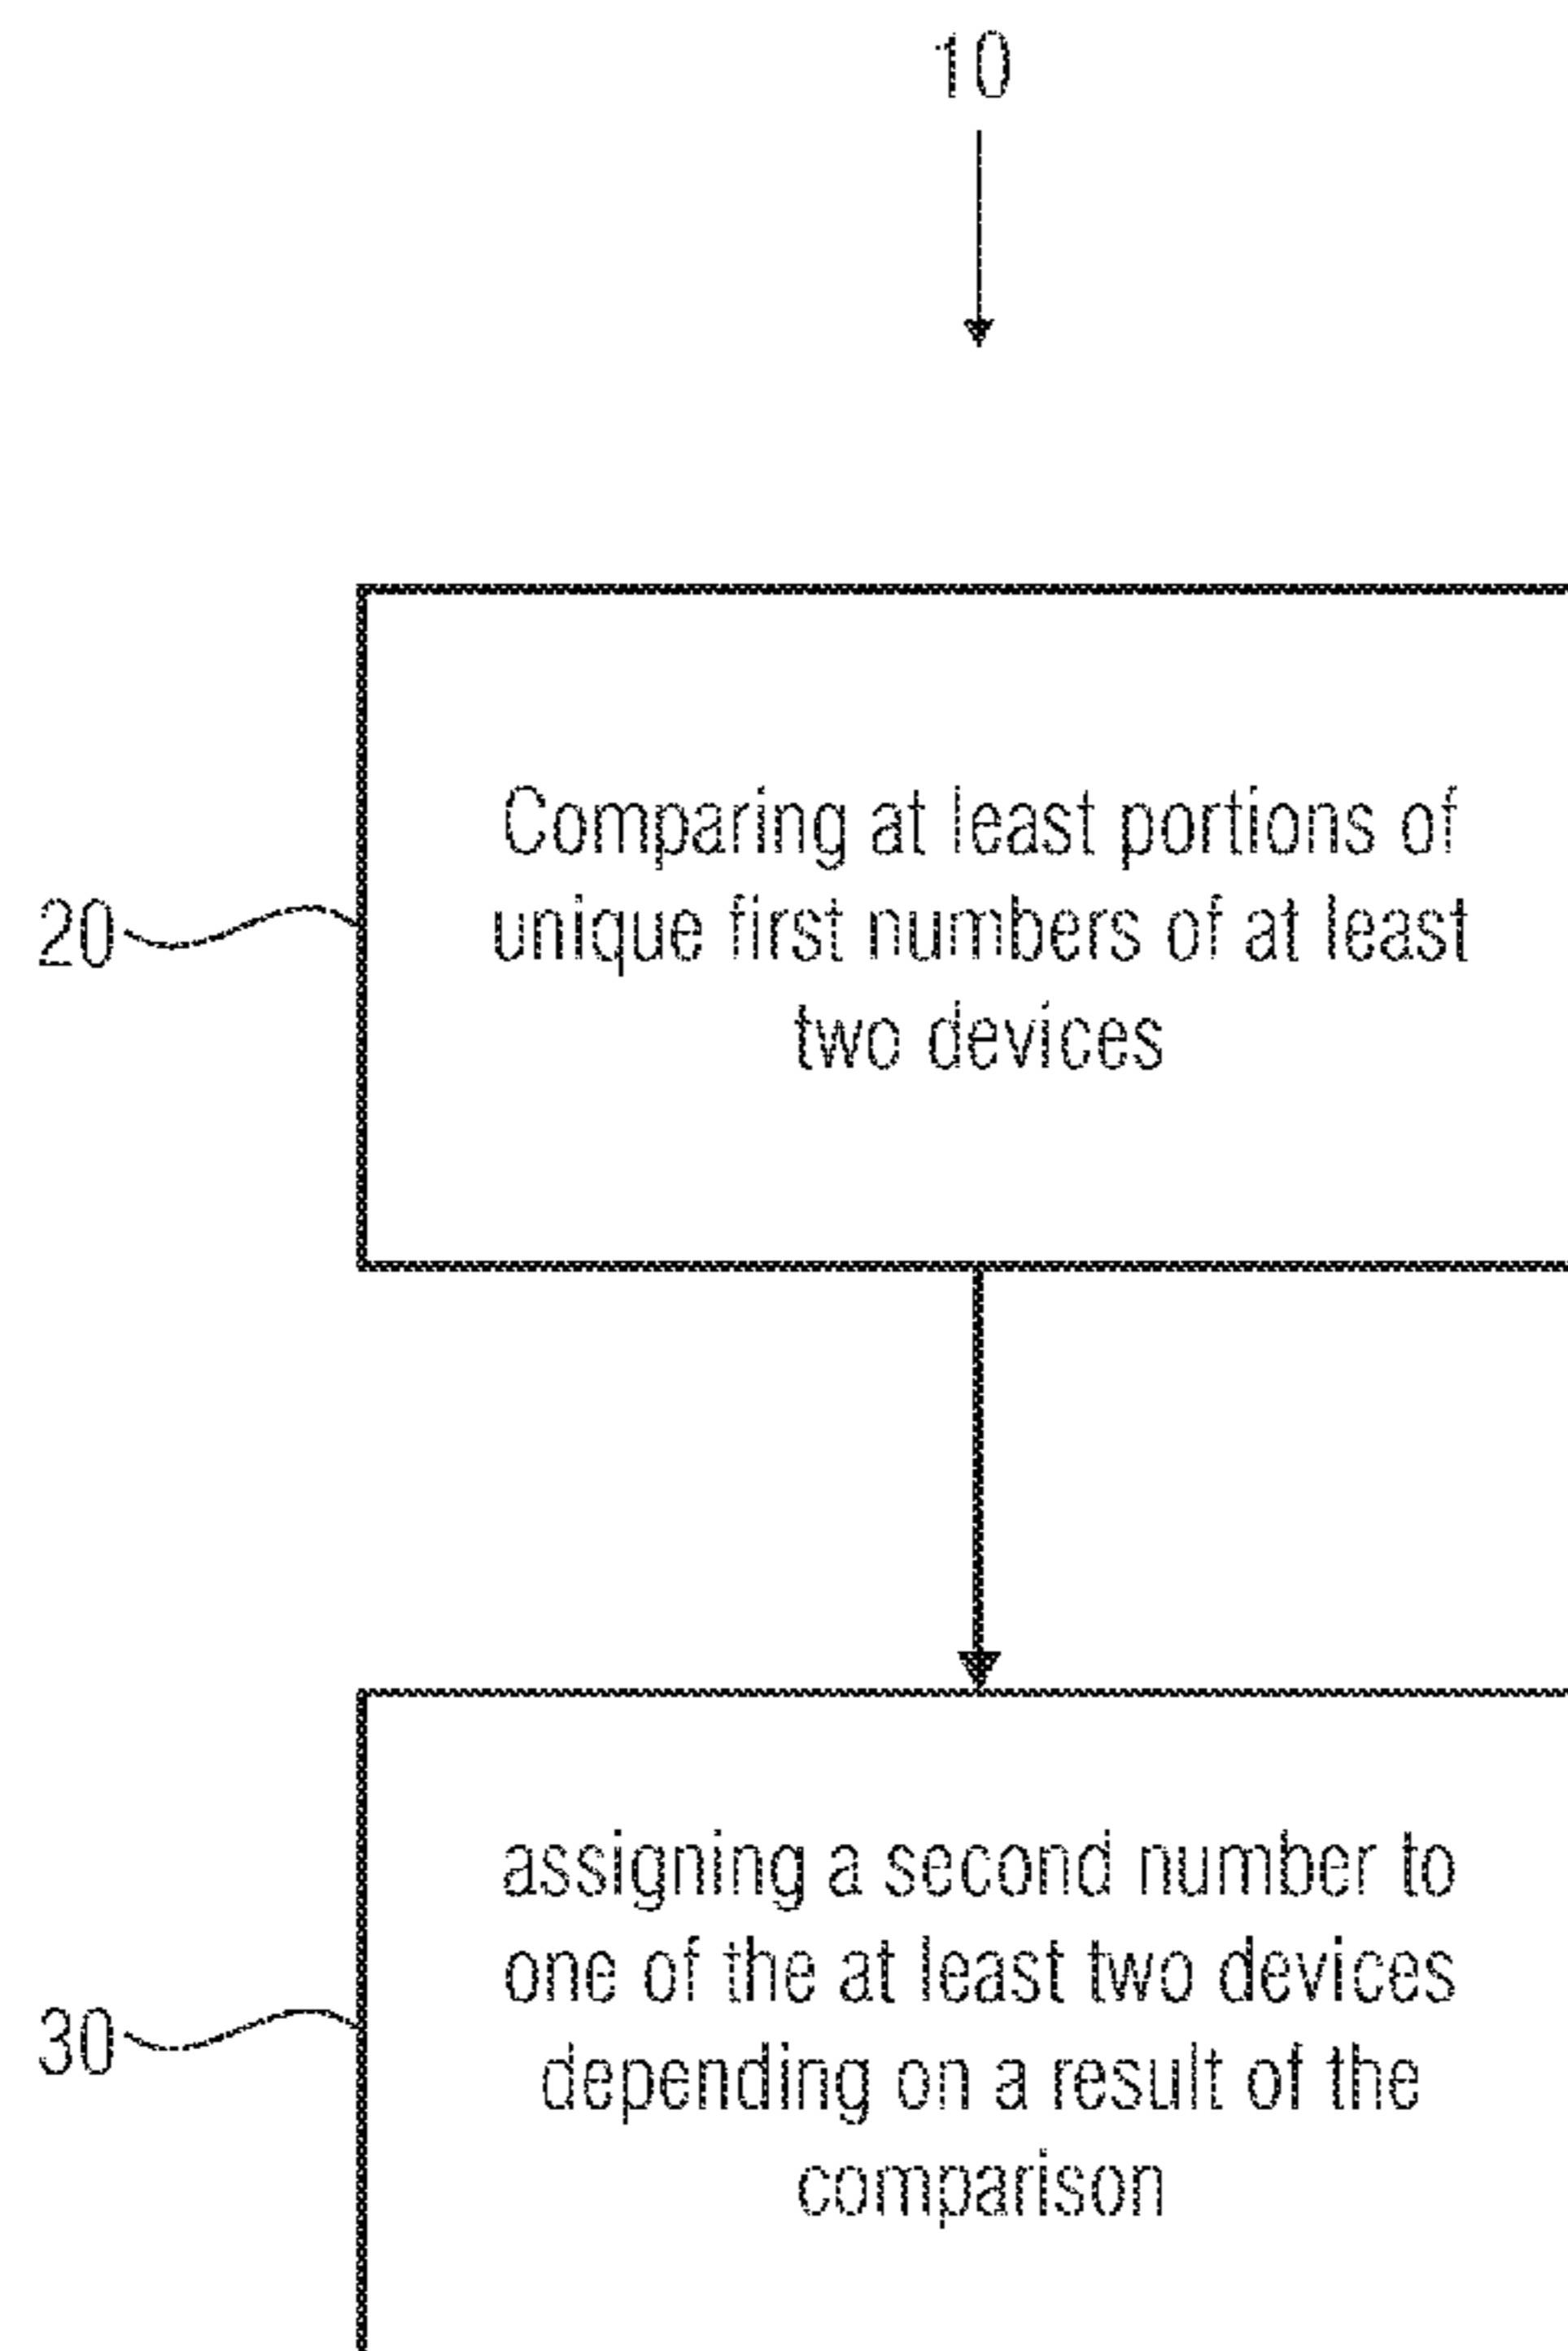 10
Comparing at least portions of
unique first numbers of at least
two devices
20
assigning a second number to
one of the at least two devices
depending on a result of the
comparison
30